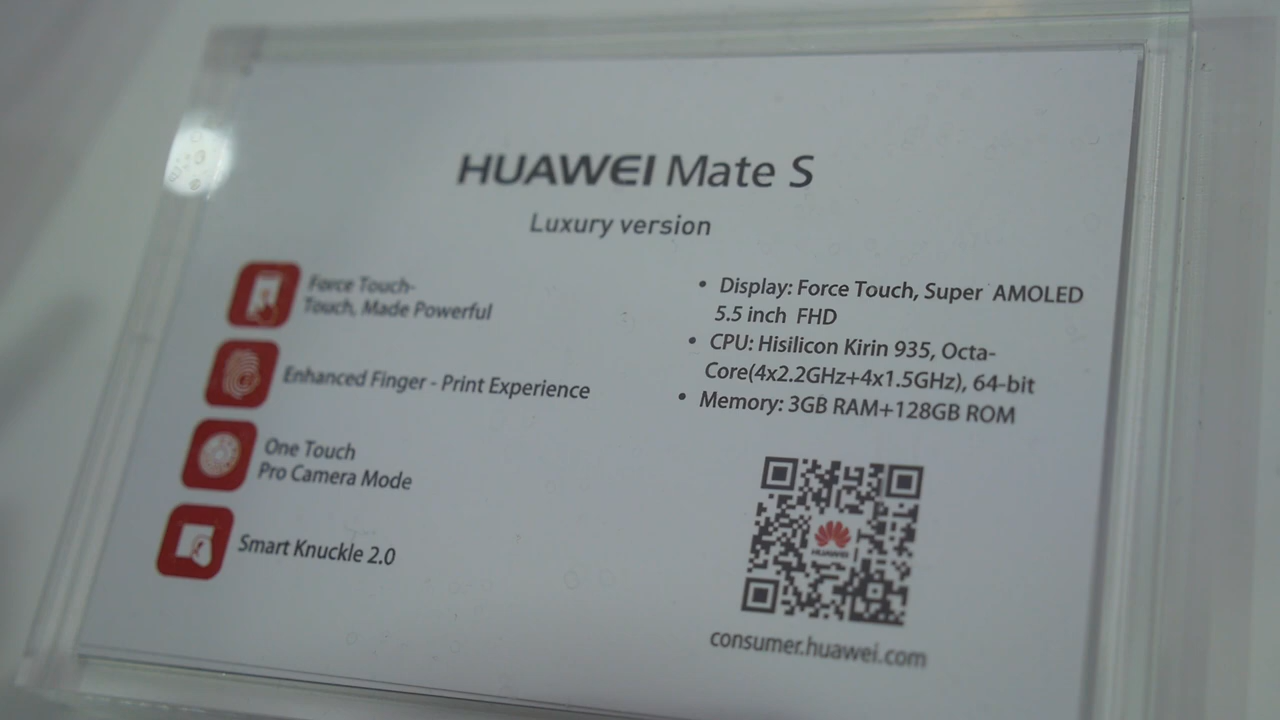 HUAWEI Mate S
Luxury version
Force Touch-
Touch, Made Powerful
Enhanced Finger - Print Experience
One Touch
Pro Camera Mode
Smart Knuckle 2.0
• Display: Force Touch, Super AMOLED
5.5 inch FHD
• CPU: Hisilicon Kirin 935, Octa-
Core(4x2.2GHz+4x1.5GHz), 64-bit
• Memory: 3GB RAM+128GB ROM
HUAWEI
consumer.huawei.com